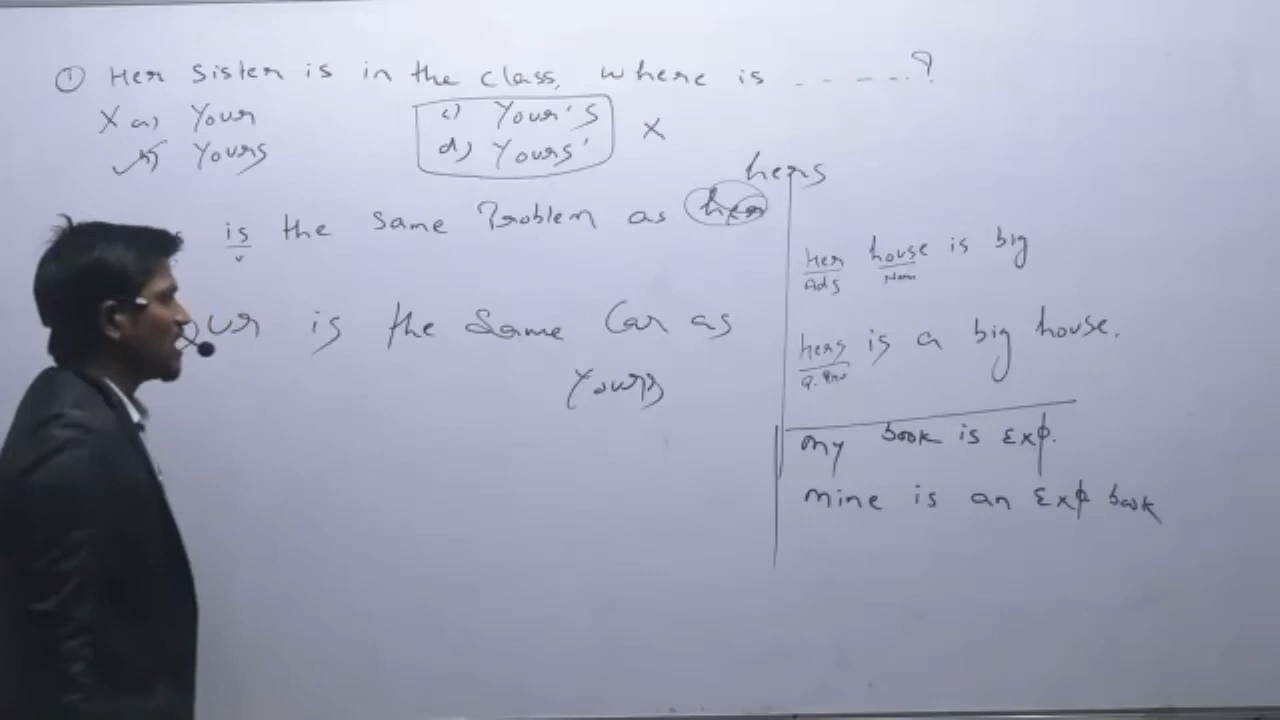 ① Her sister is in the class, where is ......?
X a) Your
c) Your's
b) Yours
d) Yours' X
hers
is the same Problem as her
v
ur is the same Car as
Yours
Her house is big
Adj Noun
hers is a big house.
my book is Exp.
mine is an Exp book